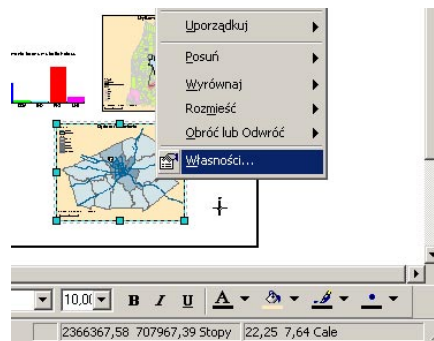 Uporządkuj
Posuń
Wyrównaj
Rozmieść
Obróć lub Odwróć
Własności...
10,0(
B I U A
2366367,58 707967,39 Stopy
22,25 7,64 Cale